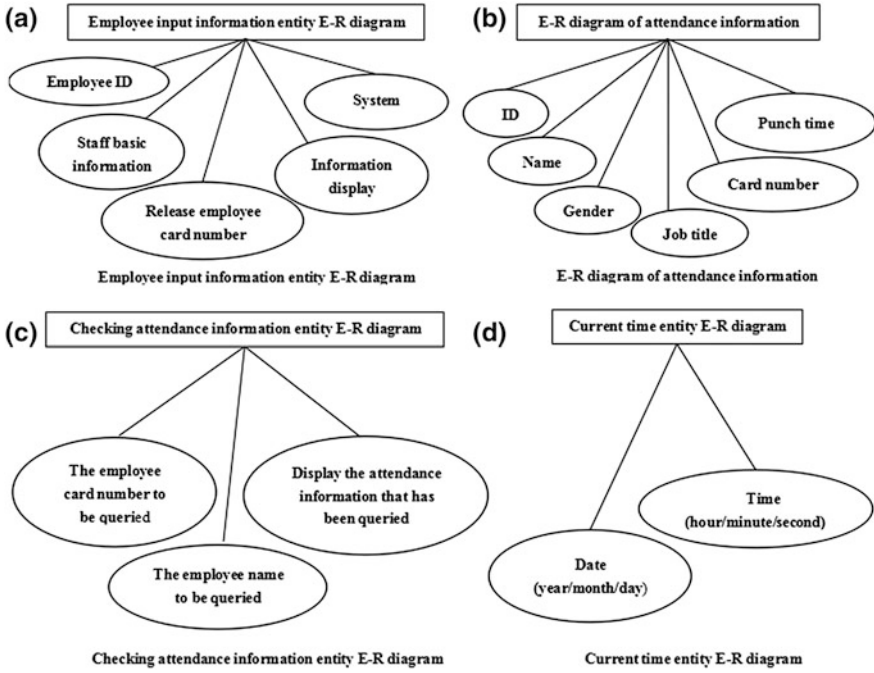 (a)
Employee input information entity E-R diagram
Employee ID
System
Staff basic
information
Information
display
Release employee
card number
Employee input information entity E-R diagram
(b)
E-R diagram of attendance information
ID
Punch time
Name
Card number
Gender
Job title
E-R diagram of attendance information
(c)
Checking attendance information entity E-R diagram
The employee
card number to
be queried
Display the attendance
information that has
been queried
The employee name
to be queried
Checking attendance information entity E-R diagram
(d)
Current time entity E-R diagram
Time
(hour/minute/second)
Date
(year/month/day)
Current time entity E-R diagram